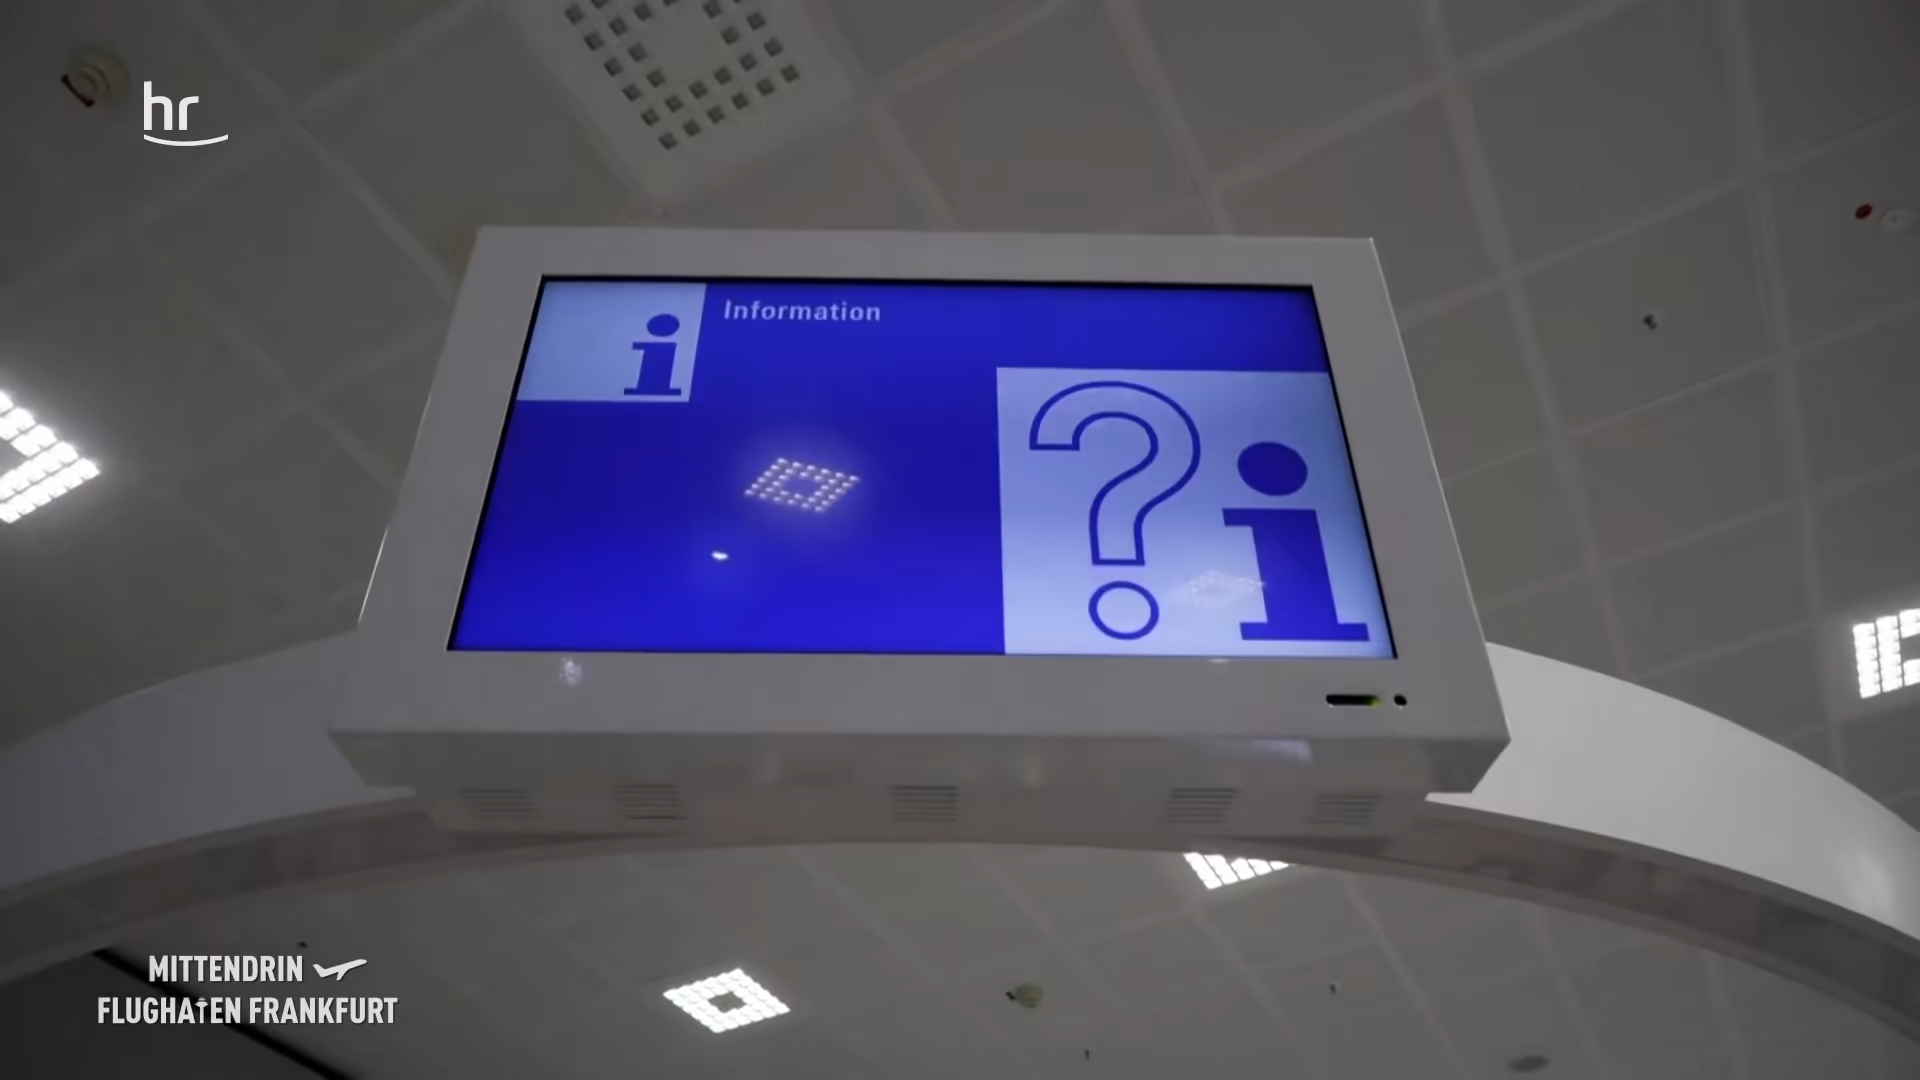 hr
i Information
? i
MITTENDRIN
FLUGHAFEN FRANKFURT